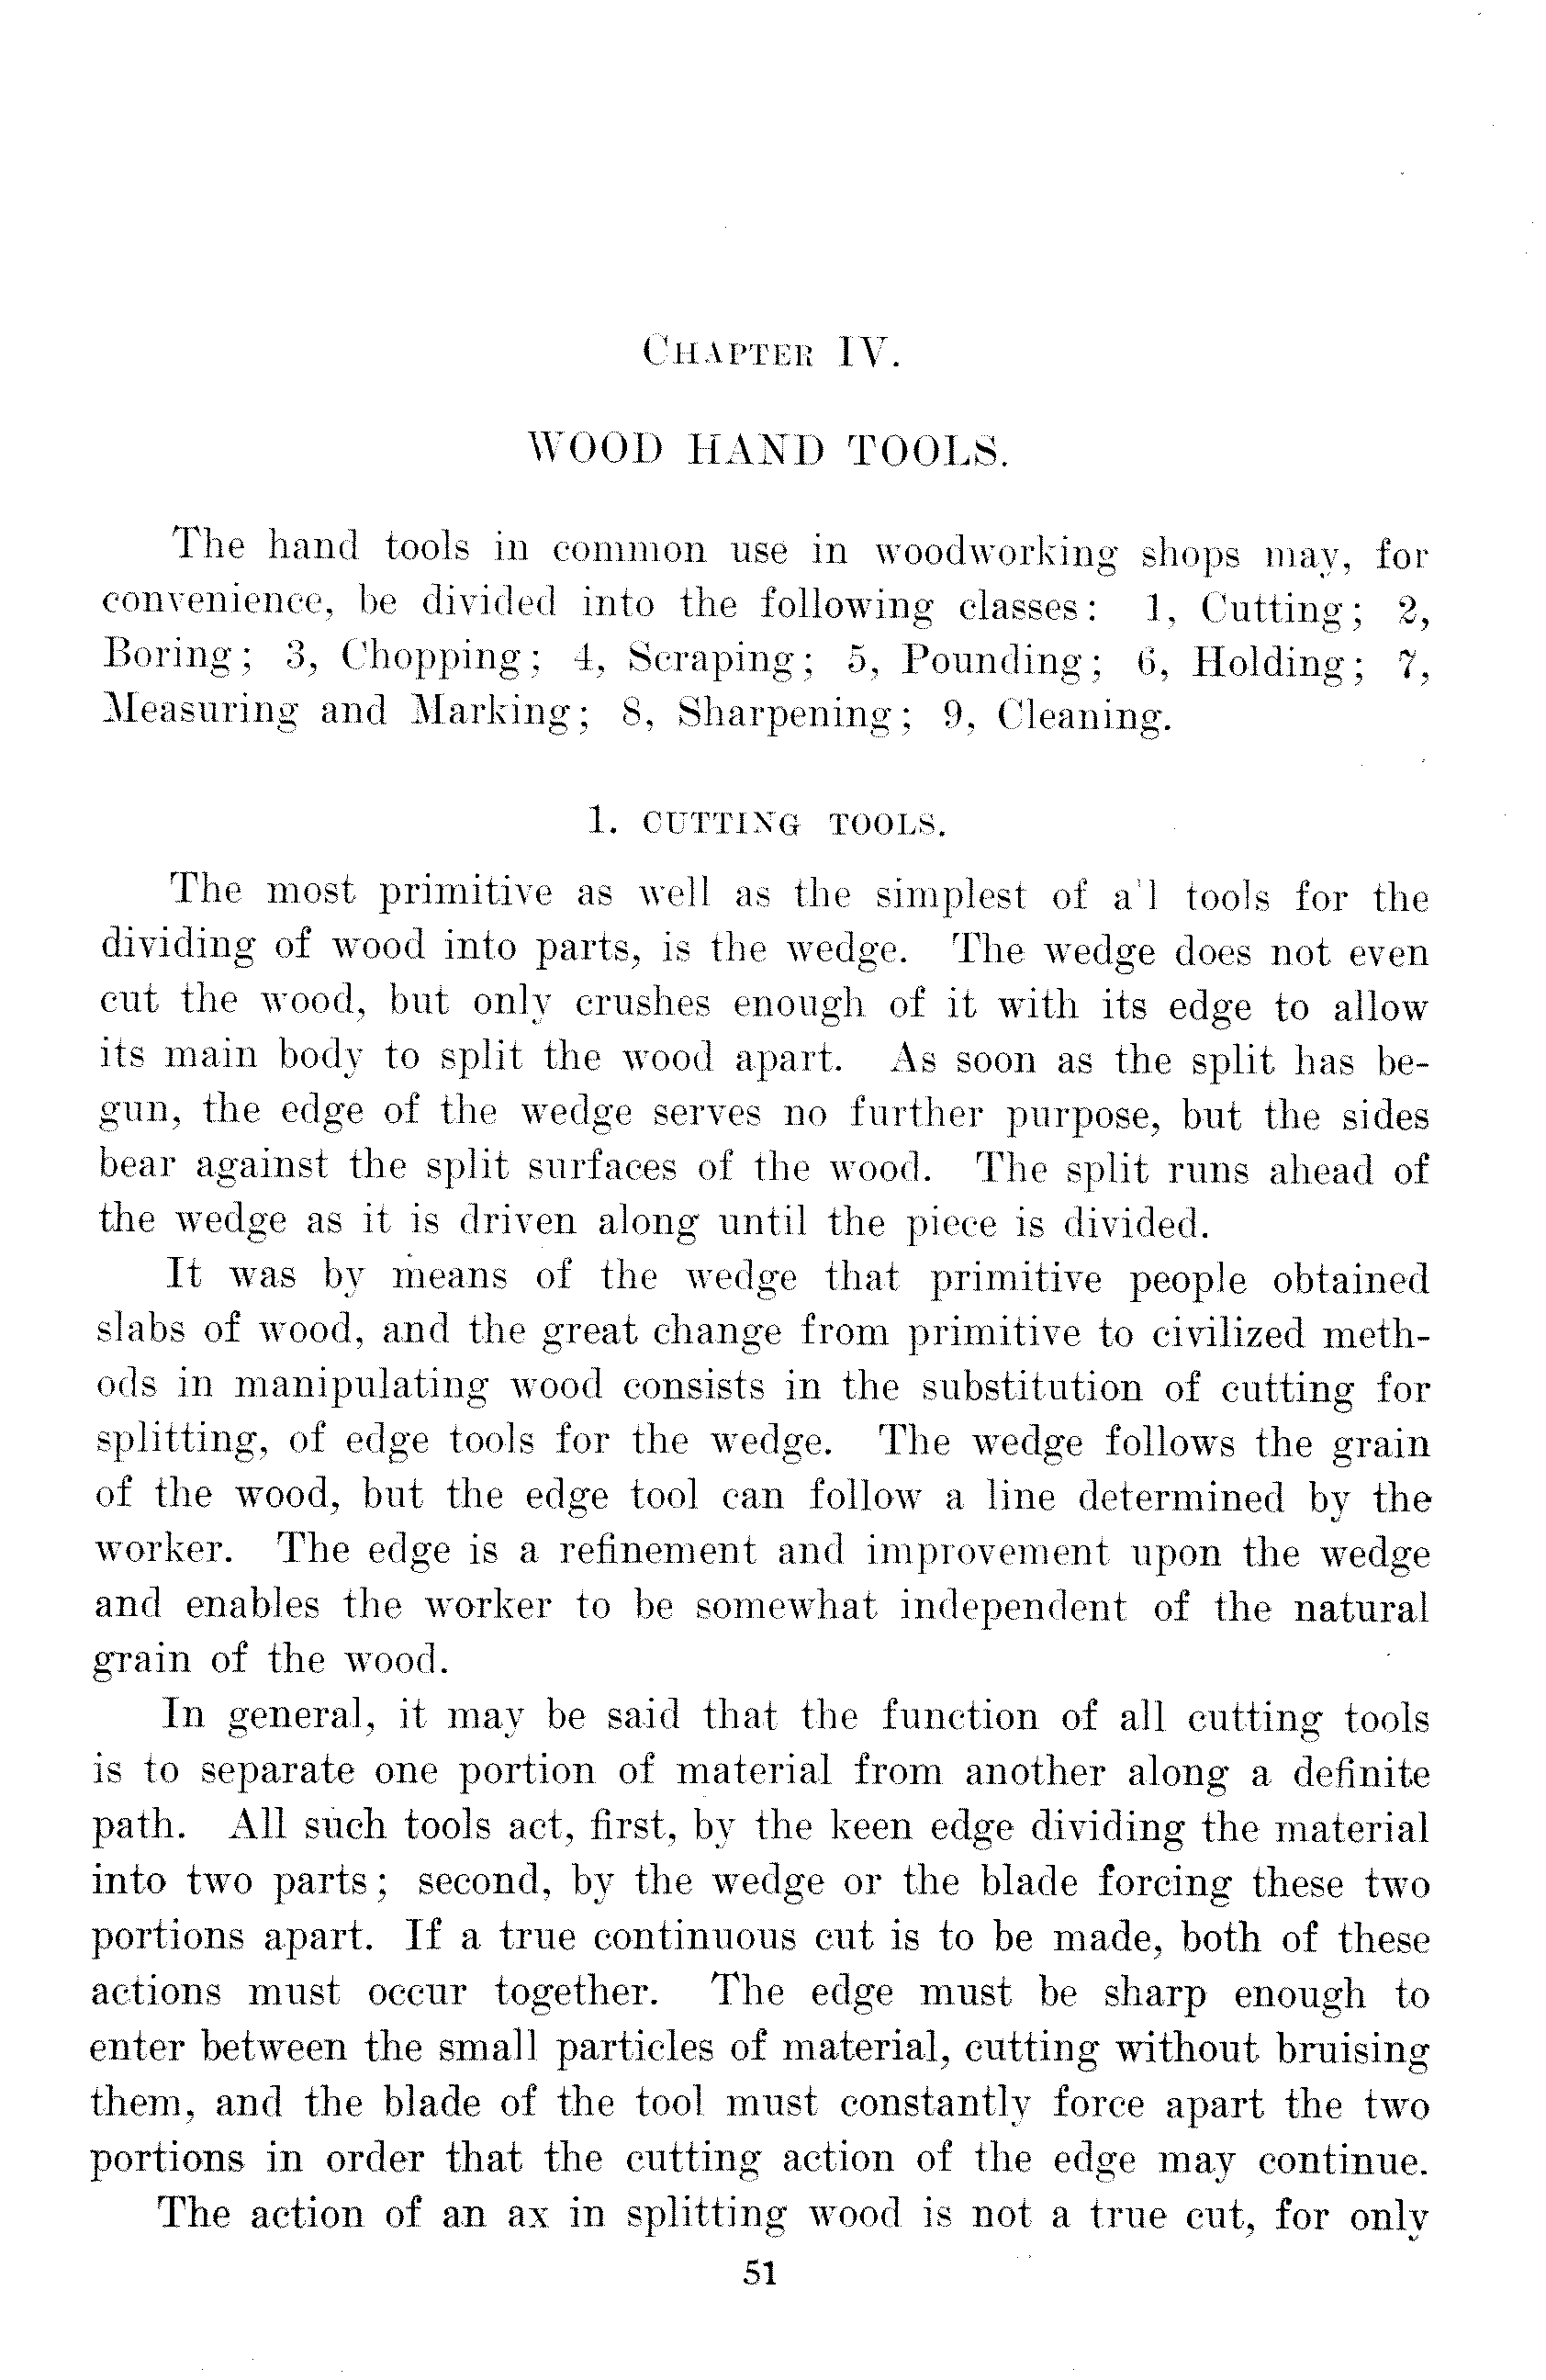 CHAPTER IV.
WOOD HAND TOOLS.
The hand tools in common use in woodworking shops may, for
convenience, be divided into the following classes: 1, Cutting; 2,
Boring; 3, Chopping; 4, Scraping; 5, Pounding; 6, Holding; 7,
Measuring and Marking; 8, Sharpening; 9, Cleaning.
1. CUTTING TOOLS.
The most primitive as well as the simplest of a'l tools for the
dividing of wood into parts, is the wedge. The wedge does not even
cut the wood, but only crushes enough of it with its edge to allow
its main body to split the wood apart. As soon as the split has be-
gun, the edge of the wedge serves no further purpose, but the sides
bear against the split surfaces of the wood. The split runs ahead of
the wedge as it is driven along until the piece is divided.
It was by means of the wedge that primitive people obtained
slabs of wood, and the great change from primitive to civilized meth-
ods in manipulating wood consists in the substitution of cutting for
splitting, of edge tools for the wedge. The wedge follows the grain
of the wood, but the edge tool can follow a line determined by the
worker. The edge is a refinement and improvement upon the wedge
and enables the worker to be somewhat independent of the natural
grain of the wood.
In general, it may be said that the function of all cutting tools
is to separate one portion of material from another along a definite
path. All such tools act, first, by the keen edge dividing the material
into two parts; second, by the wedge or the blade forcing these two
portions apart. If a true continuous cut is to be made, both of these
actions must occur together. The edge must be sharp enough to
enter between the small particles of material, cutting without bruising
them, and the blade of the tool must constantly force apart the two
portions in order that the cutting action of the edge may continue.
The action of an ax in splitting wood is not a true cut, for only
51